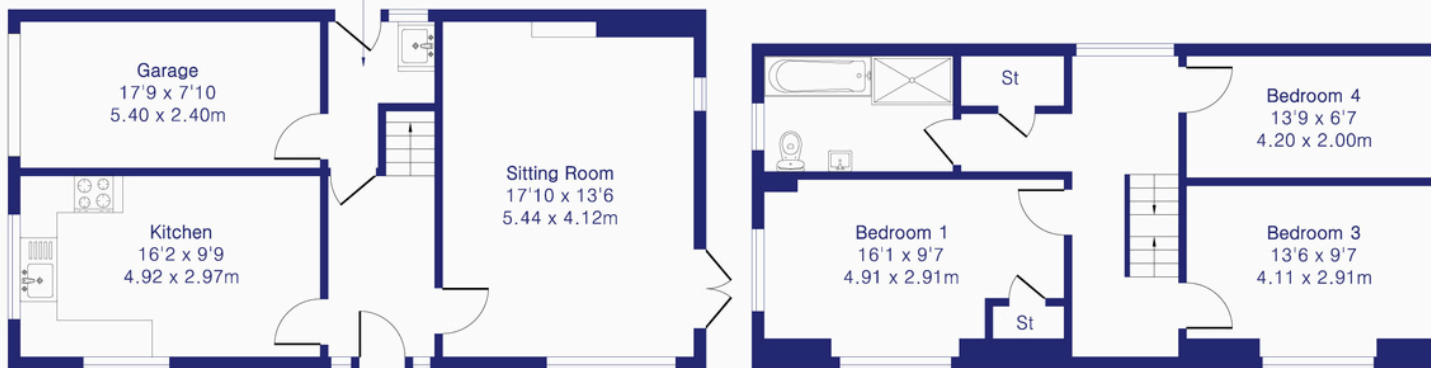 Garage
17'9 x 7'10
5.40 x 2.40m
Kitchen
16'2 x 9'9
4.92 x 2.97m
Sitting Room
17'10 x 13'6
5.44 x 4.12m
St
Bedroom 4
13'9 x 6'7
4.20 x 2.00m
Bedroom 1
16'1 x 9'7
4.91 x 2.91m
St
Bedroom 3
13'6 x 9'7
4.11 x 2.91m